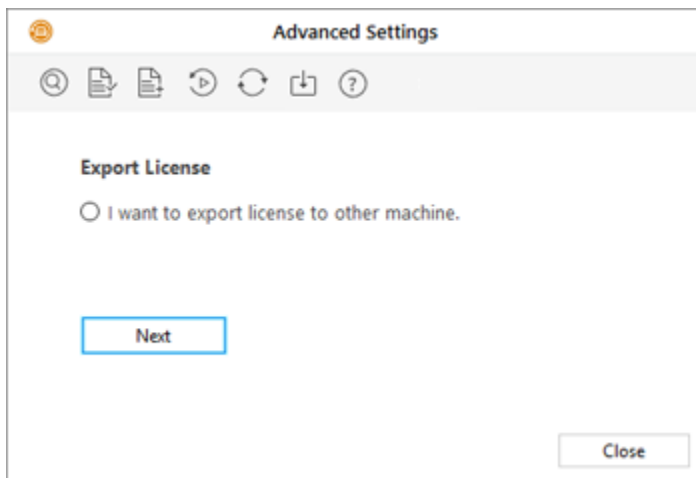 Advanced Settings
Export License
I want to export license to other machine.
Next
Close